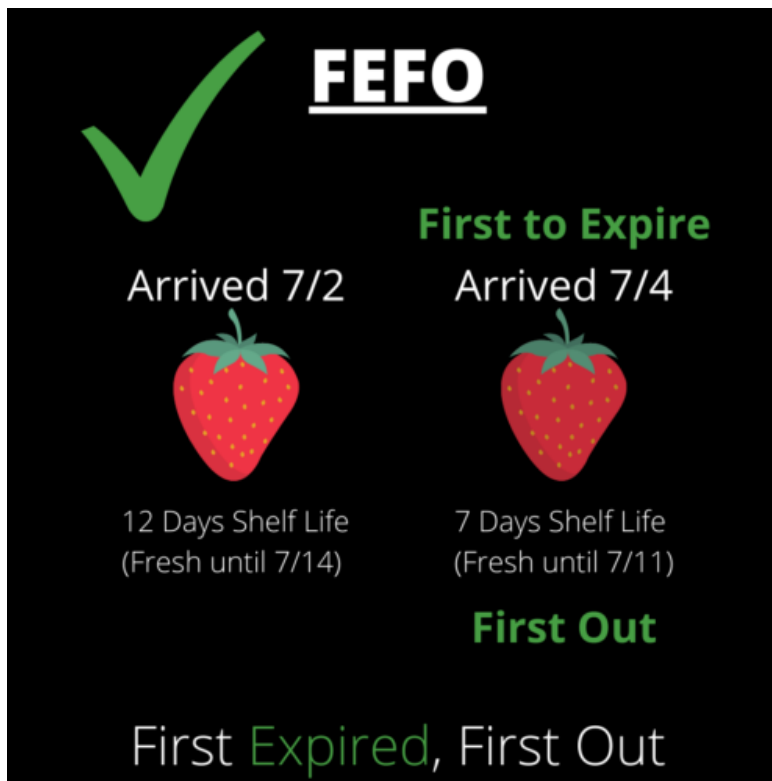 FEFO
First to Expire
Arrived 7/2
Arrived 7/4
12 Days Shelf Life
(Fresh until 7/14)
7 Days Shelf Life
(Fresh until 7/11)
First Out
First Expired, First Out